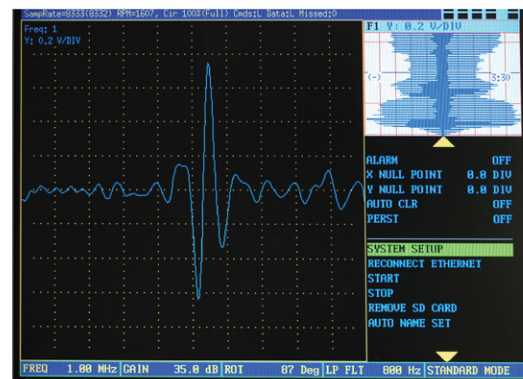 SampRate=8333(8332) RPM=1607, Cir 100%(Full) Cmds:L Data:L Missed:0
Freq: 1
Y: 0.2 V/DIV
F1 Y: 0.2 V/DIV
(-) 3:30
ALARM OFF
X NULL POINT 0.0 DIV
Y NULL POINT 0.0 DIV
AUTO CLR OFF
PERST OFF
SYSTEM SETUP
RECONNECT ETHERNET
START
STOP
REMOVE SD CARD
AUTO NAME SET
FREQ 1.00 MHz GAIN 35.0 dB ROT 87 Deg LP FLT 800 Hz STANDARD MODE